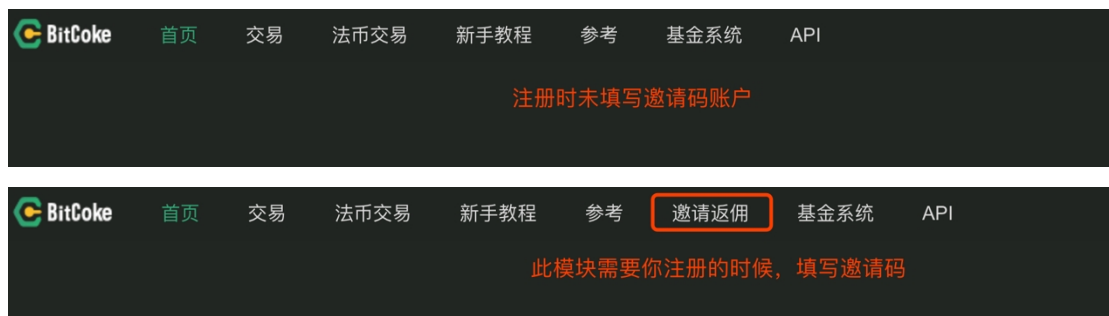 BitCoke 首页 交易 法币交易 新手教程 参考 基金系统 API
注册时未填写邀请码账户
BitCoke 首页 交易 法币交易 新手教程 参考 邀请返佣 基金系统 API
此模块需要你注册的时候，填写邀请码